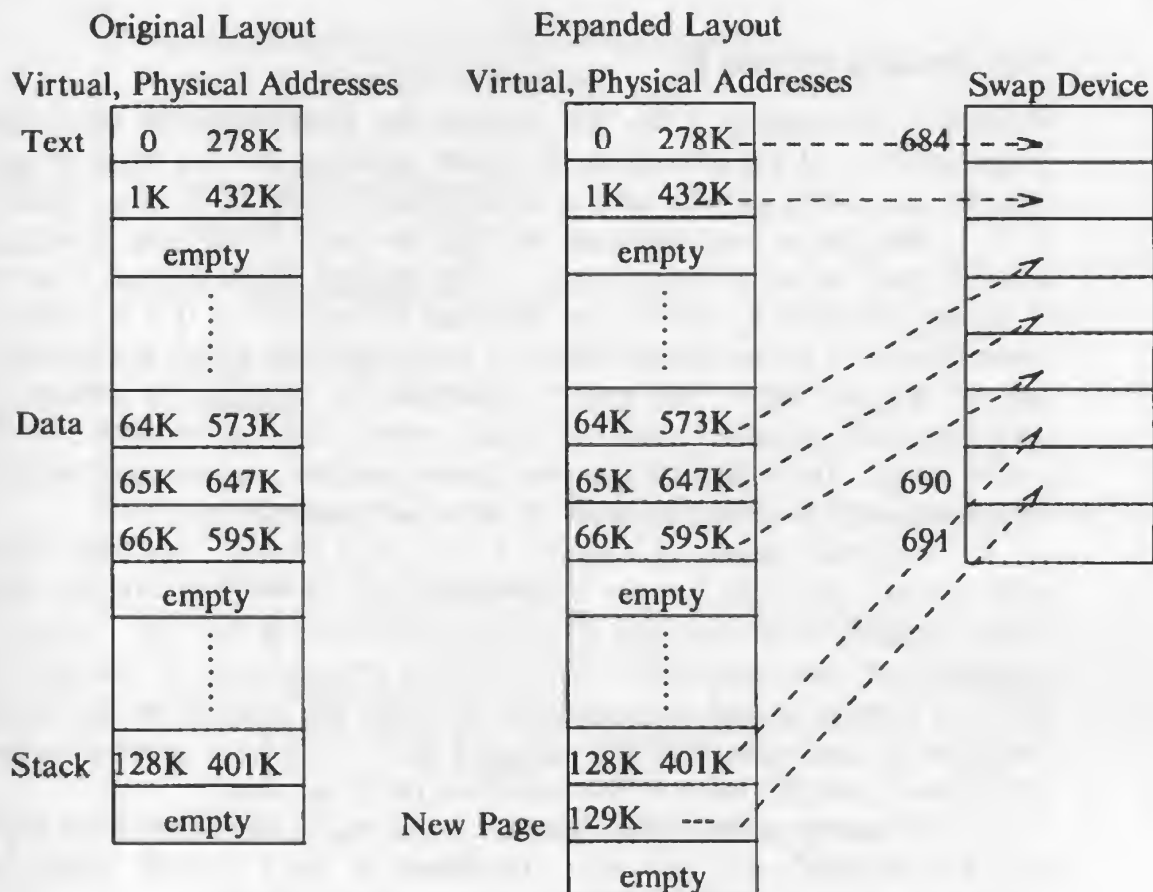 Original Layout
Virtual, Physical Addresses
Text 0 278K
1K 432K
empty
Data 64K 573K
65K 647K
66K 595K
empty
Stack 128K 401K
empty
Expanded Layout
Virtual, Physical Addresses
0 278K
1K 432K
empty
64K 573K
65K 647K
66K 595K
empty
128K 401K
New Page 129K ---
empty
Swap Device
684
690
691